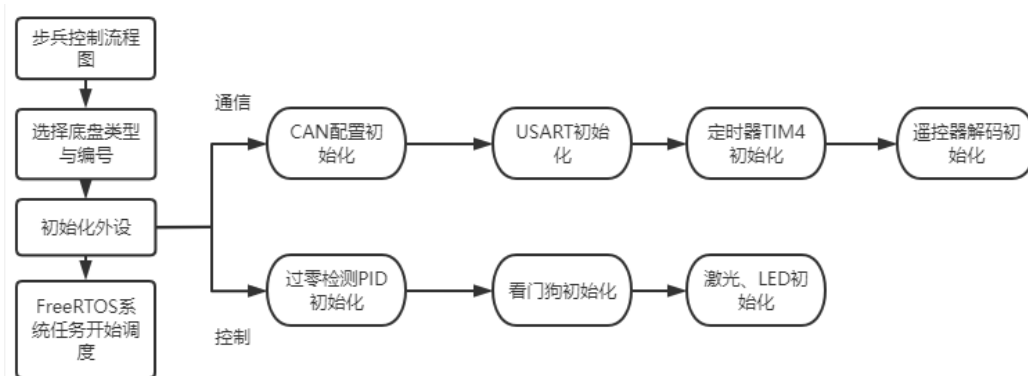 步兵控制流程
图
选择底盘类型
与编号
初始化外设
FreeRTOS系
统任务开始调
度
通信
CAN配置初
始化
USART初始
化
定时器TIM4
初始化
遥控器解码初
始化
控制
过零检测PID
初始化
看门狗初始化
激光、LED初
始化